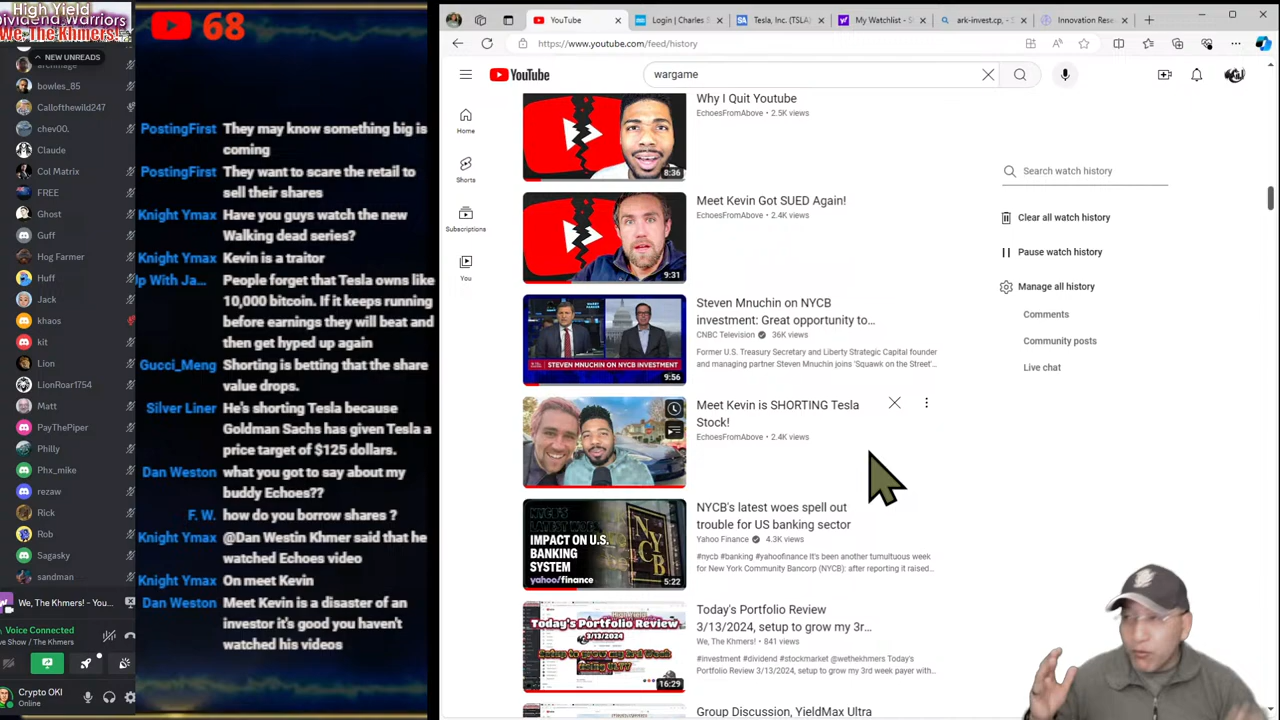 High Yield
Dividend Warriors
We, The Khmers!
NEW UNREADS
archmage
bowles_85
Callofthewild247
chev00.
Claude
Col Matrix
FREE
Ghost
Guff
Hog Farmer
Huff
Jack
khaos
kif
Lion
LionRoar1754
Matt
PayThePiper
Philly
Phx_mike
rezaw
Rick
Rob
Sagasky
sandman
The Khmers! - You...
Voice Connected
Online
68
PostingFirst They may know something big is
coming
PostingFirst They want to scare the retail to
sell their shares
Knight Ymax Have you guys watch the new
Walking dead series?
Knight Ymax Kevin is a traitor
p With Ja... People forget that Tesla owns like
10,000 bitcoin. If it keeps running
before earnings they will beat and
then get hyped up again
Gusci_Meng Shorting is betting that the share
value drops.
Silver Liner He's shorting Tesla because
Goldman Sachs has given Tesla a
price target of $125 dollars.
Dan Weston what you got to say about my
buddy Echoes??
F. W. how do you borrow shares ?
Knight Ymax @Dan Westin Khmer said that he
watched Echoes video
Knight Ymax On meet Kevin
Dan Weston Meet Kevin is a disaster of an
investor it's good you haven't
watched his videos
YouTube
Login | Charles S
Tesla, Inc. (TSLA)
My Watchlist - S
ark-invest.cp, -
Innovation Rese
https://www.youtube.com/feed/history
YouTube
wargame
Home
Shorts
Subscriptions
You
Why I Quit Youtube
EchoesFromAbove • 2.5K views
8:36
Meet Kevin Got SUED Again!
EchoesFromAbove • 2.4K views
9:31
Steven Mnuchin on NYCB
investment: Great opportunity to...
CNBC Television 36K views
Former U.S. Treasury Secretary and Liberty Strategic Capital founder
and managing partner Steven Mnuchin joins 'Squawk on the Street'...
STEVEN MNUCHIN ON NYCB INVESTMENT
9:56
Meet Kevin is SHORTING Tesla
Stock!
EchoesFromAbove • 2.4K views
NYCB's latest woes spell out
trouble for US banking sector
Yahoo Finance 4.3K views
#nycb #banking #yahoofinance It's been another tumultuous week
for New York Community Bancorp (NYCB): after reporting it raised...
NYCB'S
LATEST WOES
IMPACT ON U.S.
BANKING
SYSTEM
yahoo!finance
5:22
Today's Portfolio Review
3/13/2024, setup to grow my 3r...
We, The Khmers! • 841 views
#investment #dividend #stockmarket @wethekhmers Today's
Portfolio Review 3/13/2024, setup to grow my 3rd week payer with...
Today's Portfolio Review
3/13/2024
16:29
Group Discussion, YieldMax Ultra
Search watch history
Clear all watch history
Pause watch history
Manage all history
Comments
Community posts
Live chat